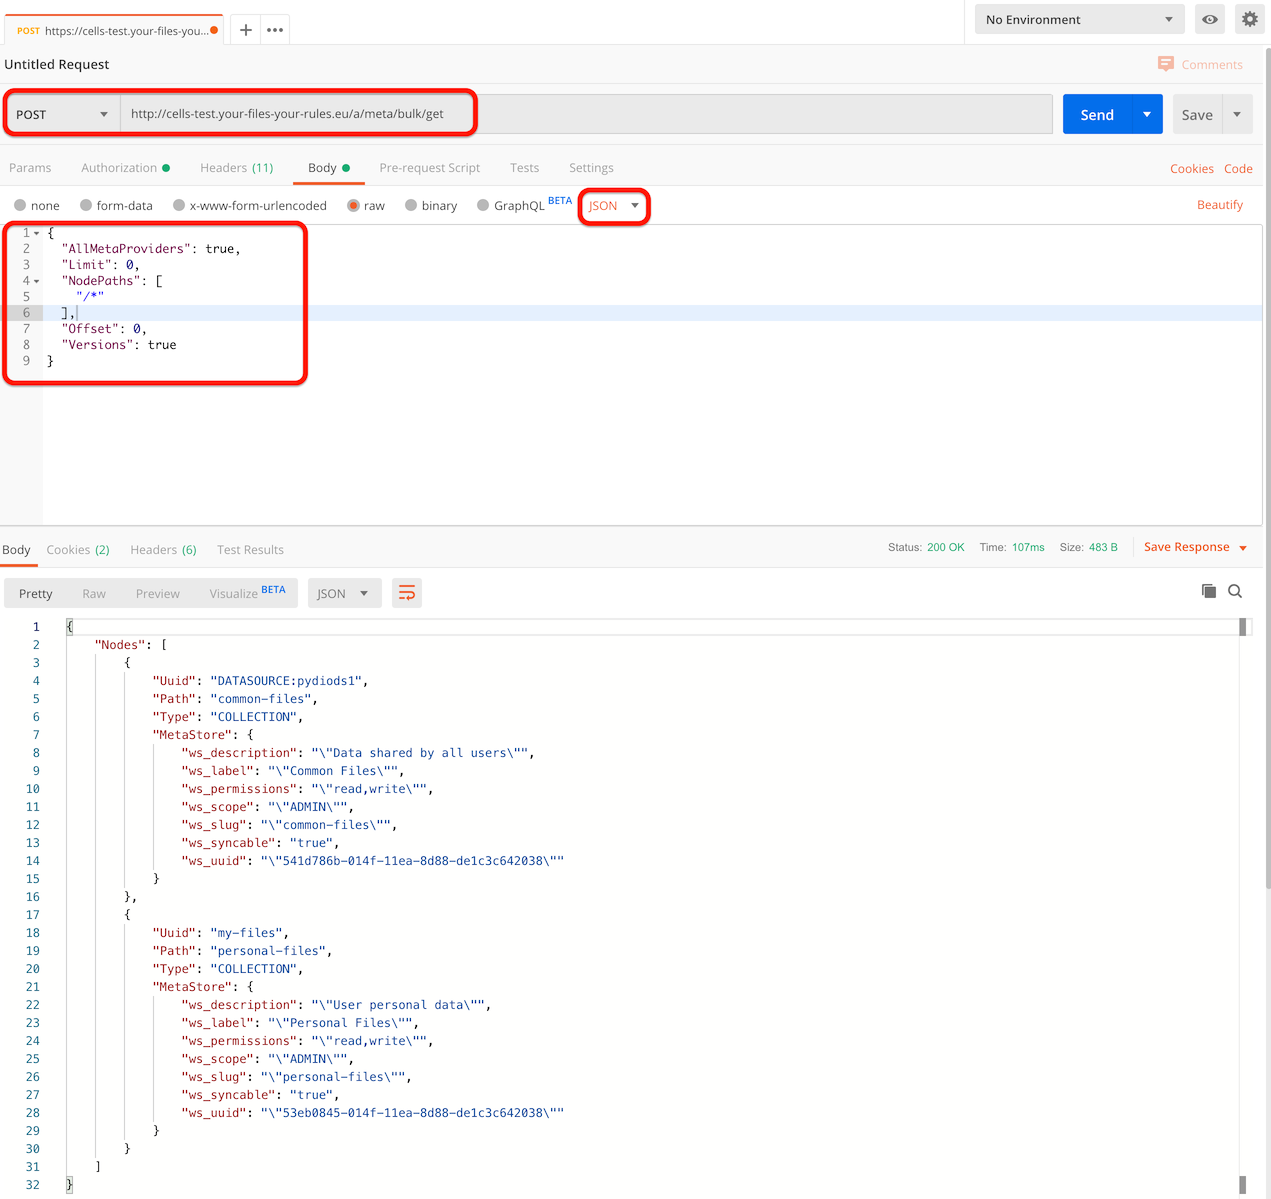 POST https://cells-test.your-files-you... + ••• No Environment
Untitled Request Comments
POST http://cells-test.your-files-your-rules.eu/a/meta/bulk/get Send Save
Params Authorization Headers (11) Body Pre-request Script Tests Settings Cookies Code
none form-data x-www-form-urlencoded raw binary GraphQL BETA JSON Beautify
1 {
2 "AllMetaProviders": true,
3 "Limit": 0,
4 "NodePaths": [
5 "/*"
6 ],
7 "Offset": 0,
8 "Versions": true
9 }
Body Cookies (2) Headers (6) Test Results Status: 200 OK Time: 107ms Size: 483 B Save Response
Pretty Raw Preview Visualize BETA JSON
1 {
2 "Nodes": [
3 {
4 "Uuid": "DATASOURCE:pydiods1",
5 "Path": "common-files",
6 "Type": "COLLECTION",
7 "MetaStore": {
8 "ws_description": "\"Data shared by all users\"",
9 "ws_label": "\"Common Files\"",
10 "ws_permissions": "\"read,write\"",
11 "ws_scope": "\"ADMIN\"",
12 "ws_slug": "\"common-files\"",
13 "ws_syncable": "true",
14 "ws_uuid": "\"541d786b-014f-11ea-8d88-de1c3c642038\""
15 }
16 },
17 {
18 "Uuid": "my-files",
19 "Path": "personal-files",
20 "Type": "COLLECTION",
21 "MetaStore": {
22 "ws_description": "\"User personal data\"",
23 "ws_label": "\"Personal Files\"",
24 "ws_permissions": "\"read,write\"",
25 "ws_scope": "\"ADMIN\"",
26 "ws_slug": "\"personal-files\"",
27 "ws_syncable": "true",
28 "ws_uuid": "\"53eb0845-014f-11ea-8d88-de1c3c642038\""
29 }
30 }
31 ]
32 }